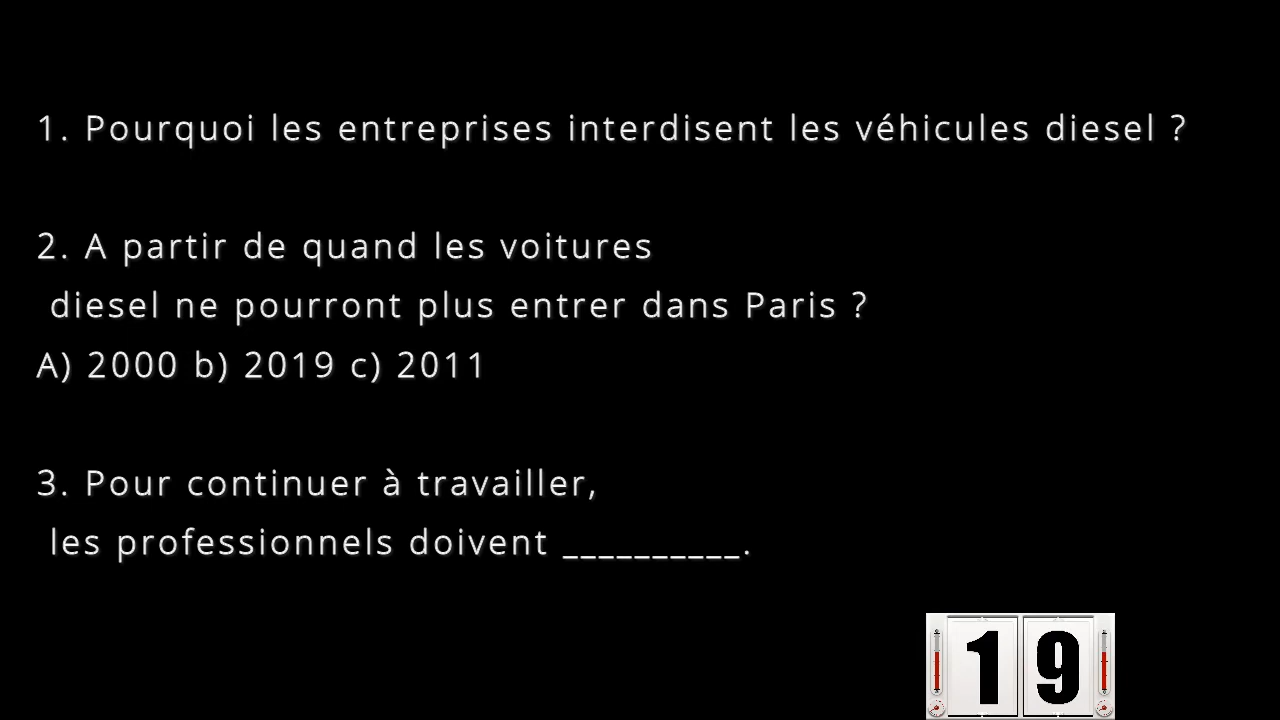 1. Pourquoi les entreprises interdisent les véhicules diesel ?
2. A partir de quand les voitures
diesel ne pourront plus entrer dans Paris ?
A) 2000 b) 2019 c) 2011
3. Pour continuer à travailler,
les professionnels doivent __________.
19